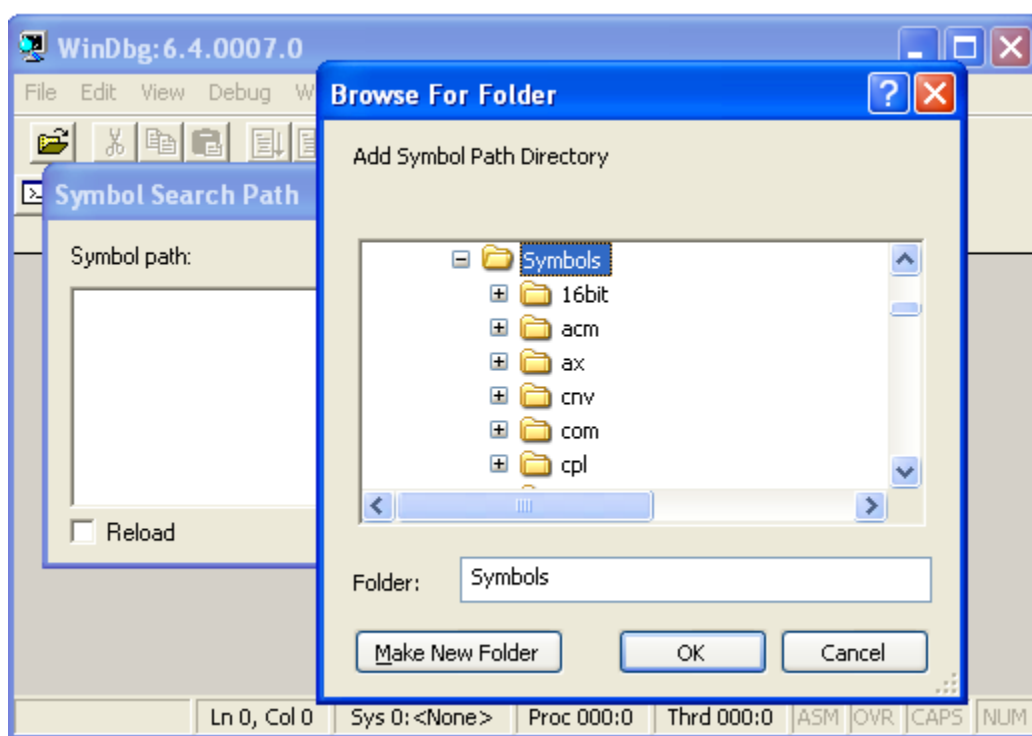 WinDbg:6.4.0007.0
File Edit View Debug W
Browse For Folder
Add Symbol Path Directory
Symbol Search Path
Symbol path:
Symbols
16bit
acm
ax
cnv
com
cpl
Reload
Folder: Symbols
Make New Folder OK Cancel
Ln 0, Col 0 Sys 0:<None> Proc 000:0 Thrd 000:0 ASM OVR CAPS NUM